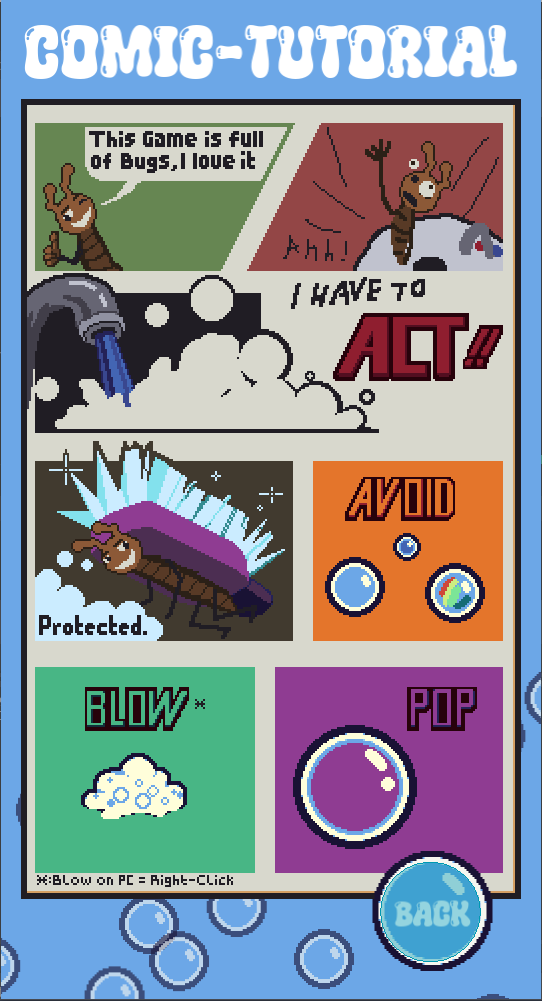 COMIC-TUTORIAL
This Game is full
of Bugs,I love it
Ahh!
I HAVE TO
ACT!!
Protected.
AVOID
BLOW *
POP
*:Blow on PC = Right-Click
BACK